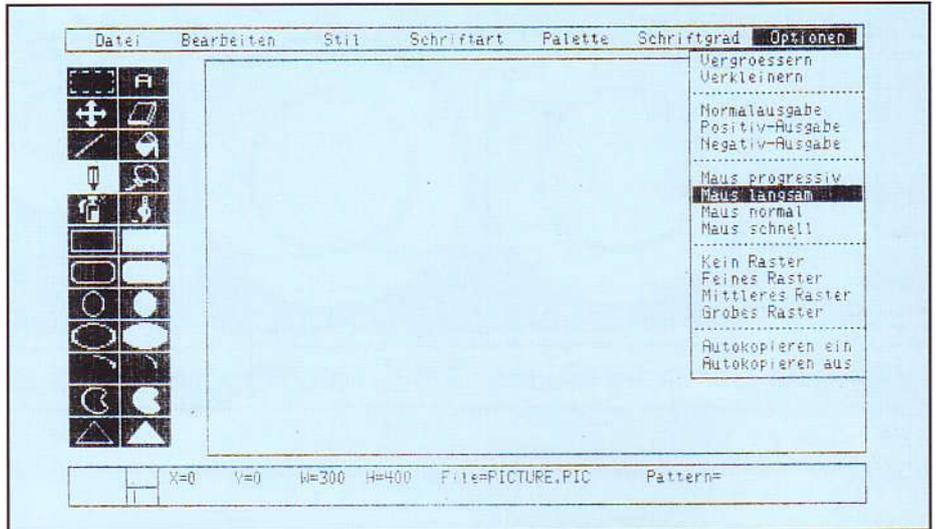 Datei Bearbeiten Stil Schriftart Palette Schriftgrad Optionen
Vergroessern
Verkleinern
Normalausgabe
Positiv-Ausgabe
Negativ-Ausgabe
Maus progressiv
Maus langsam
Maus normal
Maus schnell
Kein Raster
Feines Raster
Mittleres Raster
Grobes Raster
Autokopieren ein
Autokopieren aus
A
X=0 Y=0 W=300 H=400 File=PICTURE.PIC Pattern=